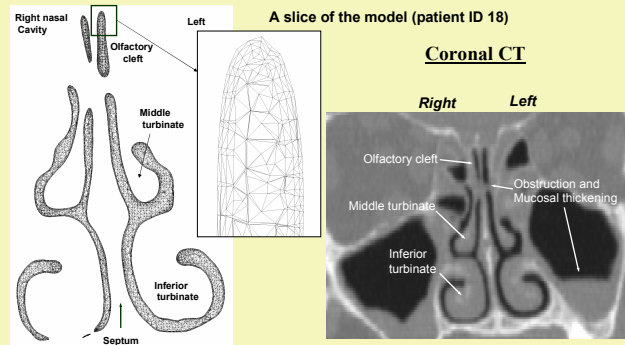 A slice of the model (patient ID 18)
Right nasal
Cavity
Olfactory
cleft
Left
Middle
turbinate
Inferior
turbinate
Septum
Coronal CT
Right
Left
Olfactory cleft
Obstruction and
Mucosal thickening
Middle turbinate
Inferior
turbinate